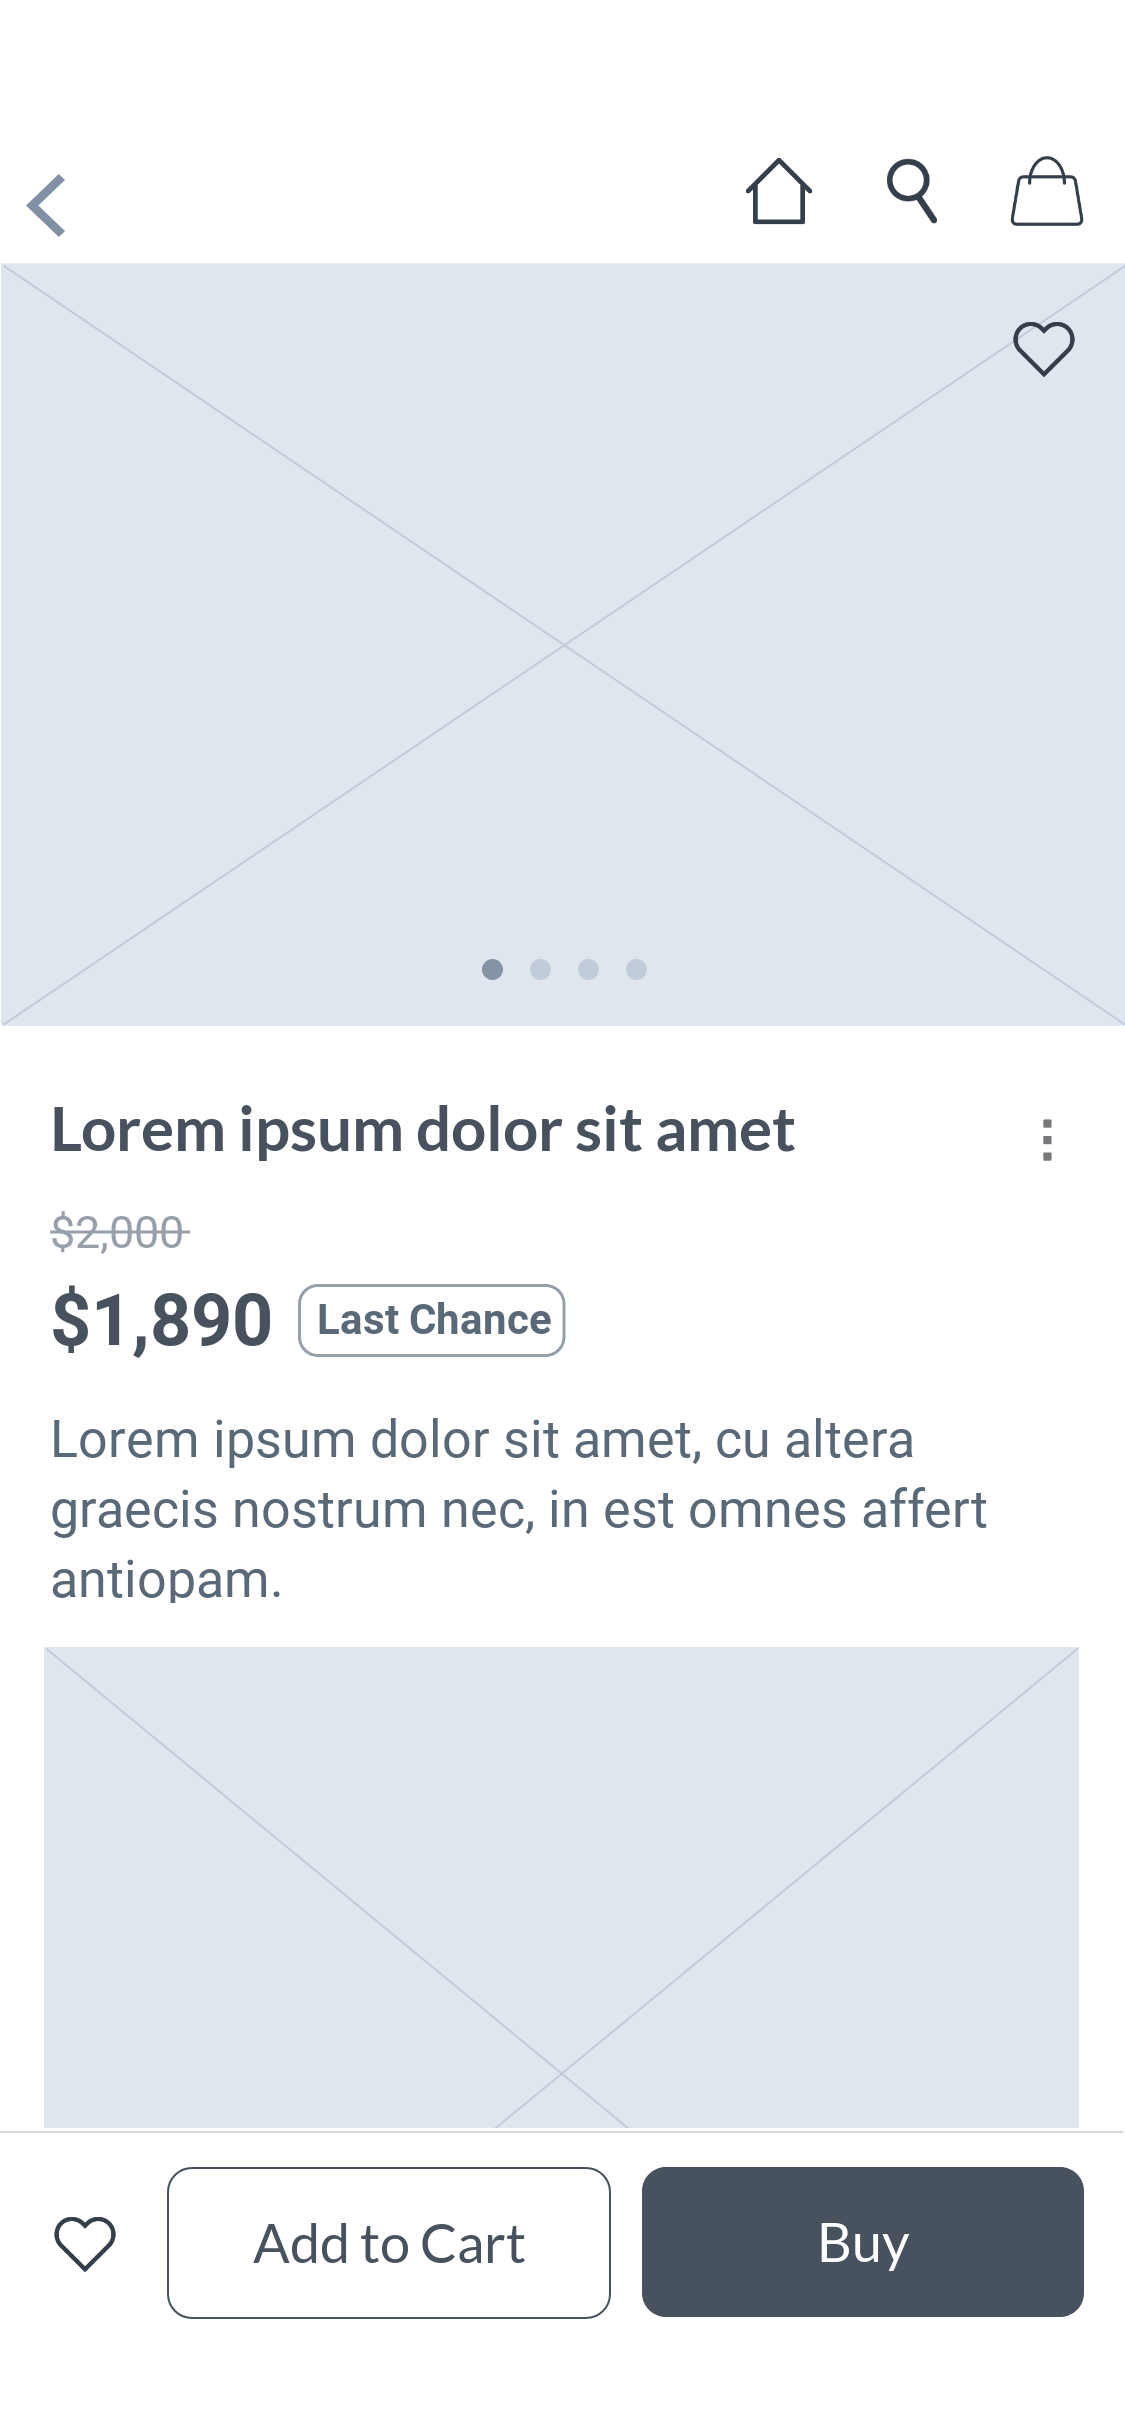 Lorem ipsum dolor sit amet
$2,000
$1,890 Last Chance
Lorem ipsum dolor sit amet, cu altera
graecis nostrum nec, in est omnes affert
antiopam.
Add to Cart Buy